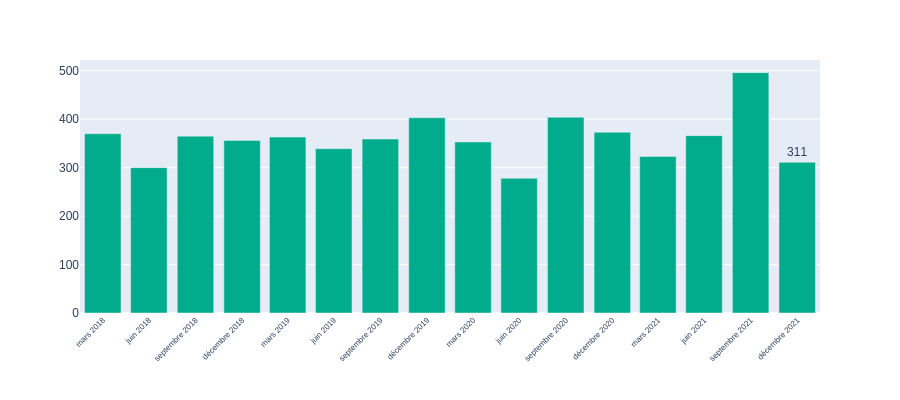 500
400
300
200
100
0
311
mars 2018
juin 2018
septembre 2018
décembre 2018
mars 2019
juin 2019
septembre 2019
décembre 2019
mars 2020
juin 2020
septembre 2020
décembre 2020
mars 2021
juin 2021
septembre 2021
décembre 2021